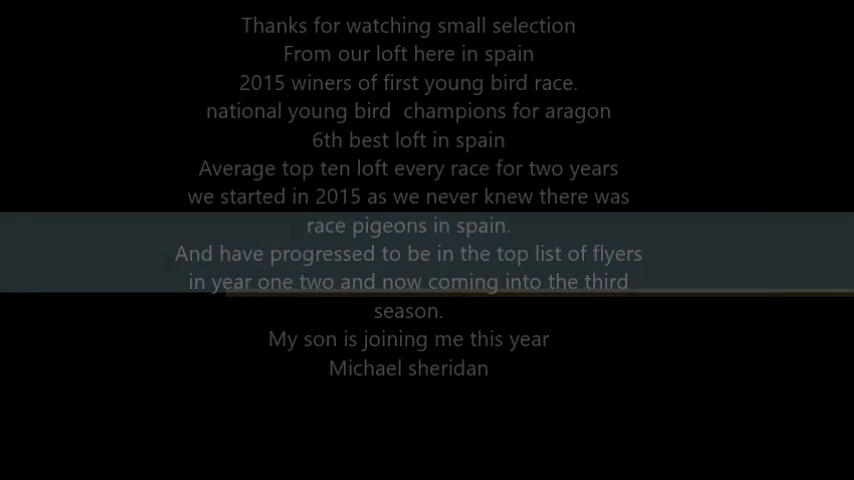 Thanks for watching small selection
From our loft here in spain
2015 winers of first young bird race.
national young bird  champions for aragon
6th best loft in spain
Average top ten loft every race for two years
we started in 2015 as we never knew there was
race pigeons in spain.
And have progressed to be in the top list of flyers
in year one two and now coming into the third
season.
My son is joining me this year
Michael sheridan